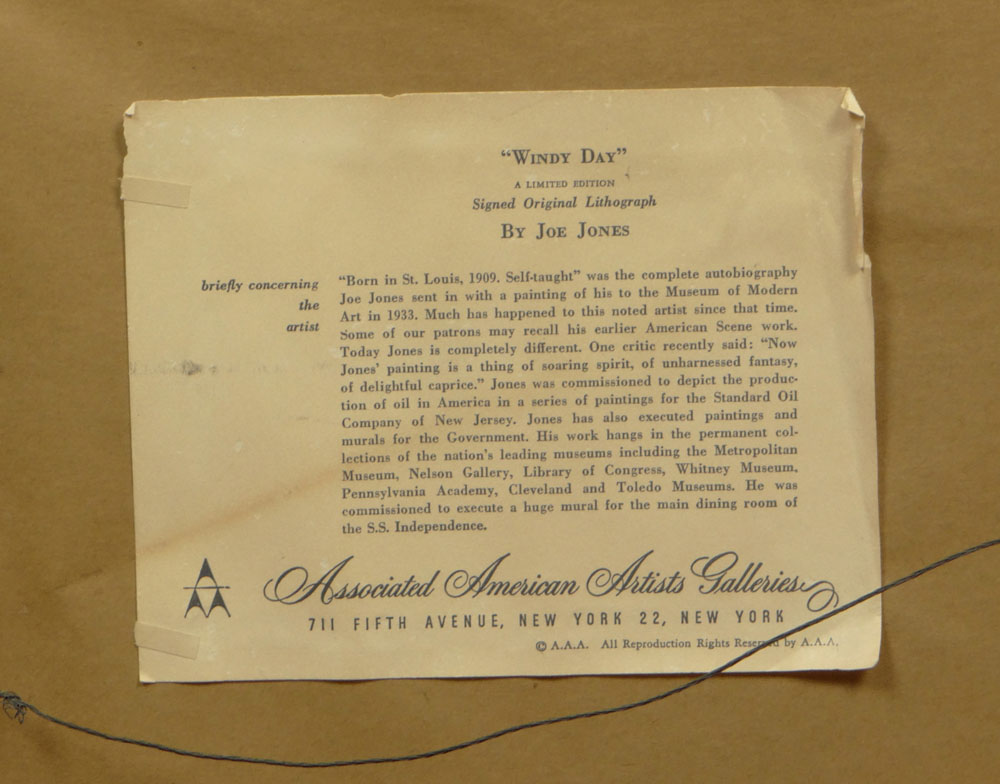 “Windy Day”
A LIMITED EDITION
Signed Original Lithograph
By Joe Jones
briefly concerning
the
artist
“Born in St. Louis, 1909. Self-taught” was the complete autobiography
Joe Jones sent in with a painting of his to the Museum of Modern
Art in 1933. Much has happened to this noted artist since that time.
Some of our patrons may recall his earlier American Scene work.
Today Jones is completely different. One critic recently said: “Now
Jones’ painting is a thing of soaring spirit, of unharnessed fantasy,
of delightful caprice.” Jones was commissioned to depict the produc-
tion of oil in America in a series of paintings for the Standard Oil
Company of New Jersey. Jones has also executed paintings and
murals for the Government. His work hangs in the permanent col-
lections of the nation’s leading museums including the Metropolitan
Museum, Nelson Gallery, Library of Congress, Whitney Museum,
Pennsylvania Academy, Cleveland and Toledo Museums. He was
commissioned to execute a huge mural for the main dining room of
the S.S. Independence.
Associated American Artists Galleries
711 FIFTH AVENUE, NEW YORK 22, NEW YORK
© A.A.A. All Reproduction Rights Reserved by A.A.A.